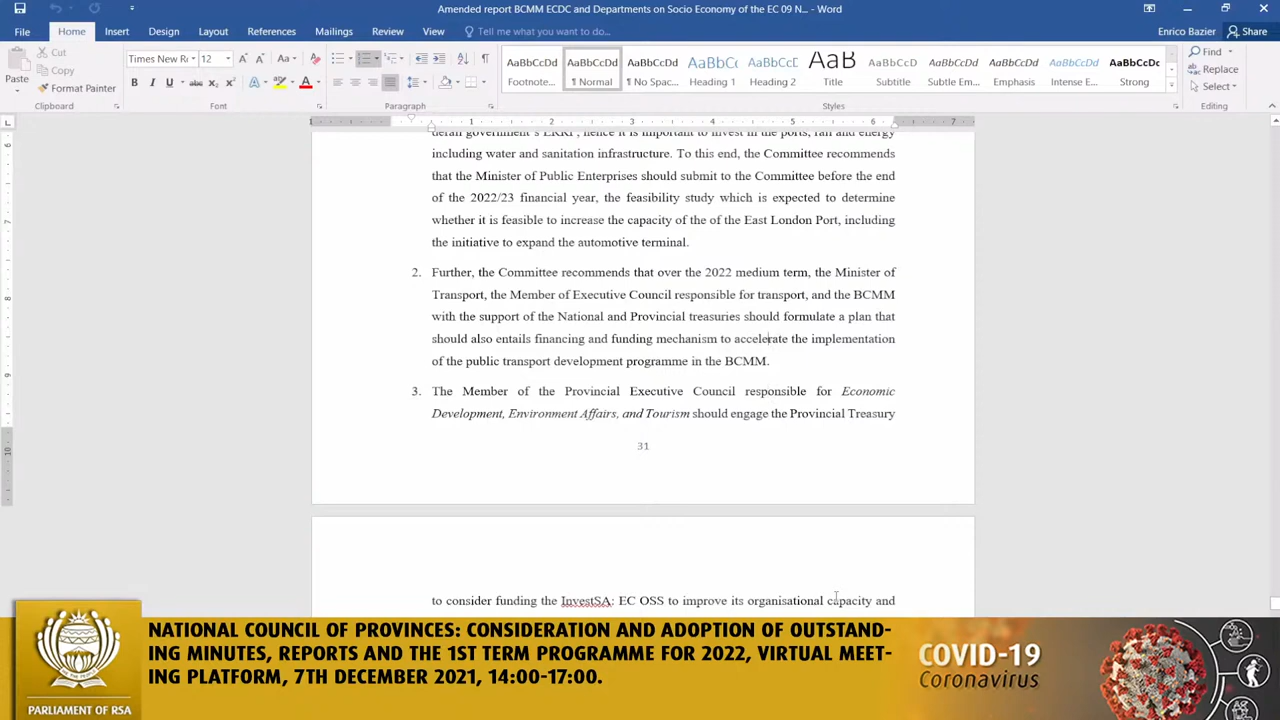 Amended report BCMM ECDC and Departments on Socio Economy of the EC 09 N... - Word
File Home Insert Design Layout References Mailings Review View Tell me what you want to do... Enrico Bazier Share
Paste
Cut
Copy
Format Painter
Clipboard
Times New Ro 12
B I U abc X₂ X²
Font
Paragraph
AaBbCcDd AaBbCcDd AaBbCcDd AaBbCc AaBbCcD AaB AaBbCcD AaBbCcDd AaBbCcDd AaBbCcDd AaBbCcDc
Footnote... ¶ Normal ¶ No Spac... Heading 1 Heading 2 Title Subtitle Subtle Em... Emphasis Intense E... Strong
Styles
Find
Replace
Select
Editing
1 1 2 3 4 5 6 7
including water and sanitation infrastructure. To this end, the Committee recommends
that the Minister of Public Enterprises should submit to the Committee before the end
of the 2022/23 financial year, the feasibility study which is expected to determine
whether it is feasible to increase the capacity of the of the East London Port, including
the initiative to expand the automotive terminal.
2. Further, the Committee recommends that over the 2022 medium term, the Minister of
Transport, the Member of Executive Council responsible for transport, and the BCMM
with the support of the National and Provincial treasuries should formulate a plan that
should also entails financing and funding mechanism to accelerate the implementation
of the public transport development programme in the BCMM.
3. The Member of the Provincial Executive Council responsible for Economic
Development, Environment Affairs, and Tourism should engage the Provincial Treasury
31
to consider funding the InvestSA: EC OSS to improve its organisational capacity and
NATIONAL COUNCIL OF PROVINCES: CONSIDERATION AND ADOPTION OF OUTSTAND-
ING MINUTES, REPORTS AND THE 1ST TERM PROGRAMME FOR 2022, VIRTUAL MEET-
ING PLATFORM, 7TH DECEMBER 2021, 14:00-17:00.
PARLIAMENT OF RSA
COVID-19
Coronavirus